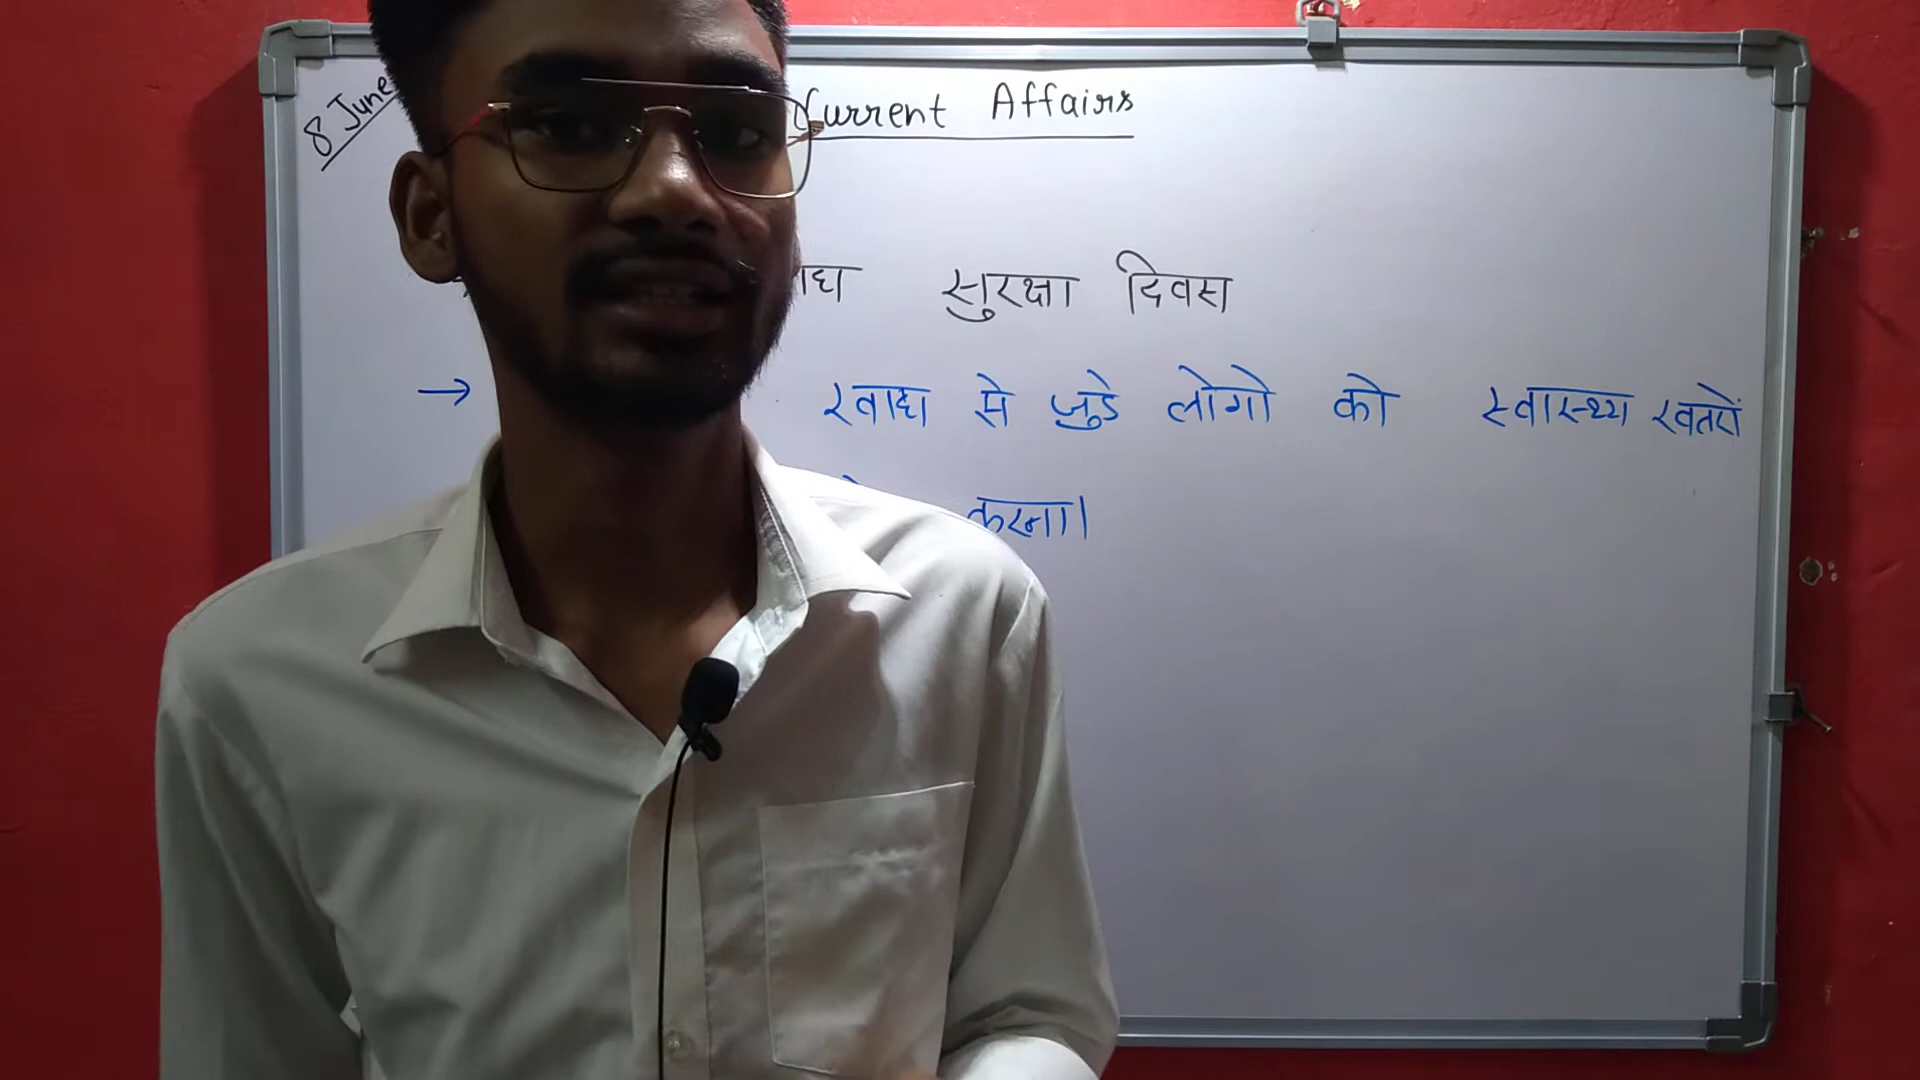 8 June
Current Affairs
सुरक्षा दिवस
→ खाद्य से जुडे लोगो को स्वास्थ्य खतरों
करना।